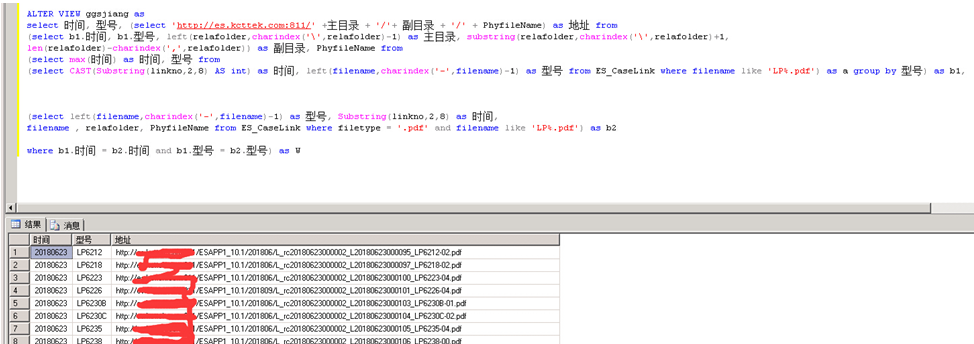 ALTER VIEW ggsjiang as
select 时间, 型号, (select 'http://es.kcttek.com:811/' +主目录 + '/'+ 副目录 + '/' + PhyfileName) as 地址 from
(select b1.时间, b1.型号, left(relafolder,charindex('\',relafolder)-1) as 主目录, substring(relafolder,charindex('\',relafolder)+1,
len(relafolder)-charindex(',',relafolder)) as 副目录, PhyfileName from
(select max(时间) as 时间, 型号 from
(select CAST(Substring(linkno,2,8) AS int) as 时间, left(filename,charindex('-',filename)-1) as 型号 from ES_CaseLink where filename like 'LP%.pdf') as a group by 型号) as b1,
(select left(filename,charindex('-',filename)-1) as 型号, Substring(linkno,2,8) as 时间,
filename , relafolder, PhyfileName from ES_CaseLink where filetype = '.pdf' and filename like 'LP%.pdf') as b2
where b1.时间 = b2.时间 and b1.型号 = b2.型号) as W
结果 消息
时间 型号 地址
1 20180623 LP6212 http:/ /ESAPP1_10.1/201806/L_rc20180623000002_L20180623000095_LP6212-02.pdf
2 20180623 LP6218 http:/ /ESAPP1_10.1/201806/L_rc20180623000002_L20180623000097_LP6218-02.pdf
3 20180623 LP6223 http:/ /ESAPP1_10.1/201806/L_rc20180623000002_L20180623000100_LP6223-04.pdf
4 20180623 LP6226 http:/ /ESAPP1_10.1/201809/L_rc20180623000002_L20180623000101_LP6226-04.pdf
5 20180623 LP6230B http:/ /ESAPP1_10.1/201806/L_rc20180623000002_L20180623000103_LP6230B-01.pdf
6 20180623 LP6230C http:/ /ESAPP1_10.1/201806/L_rc20180623000002_L20180623000104_LP6230C-02.pdf
7 20180623 LP6235 http:/ /ESAPP1_10.1/201806/L_rc20180623000002_L20180623000105_LP6235-04.pdf
8 20180623 LP6238 http:/ /ESAPP1_10.1/201806/L_rc20180623000002_L20180623000106_LP6238-00.pdf